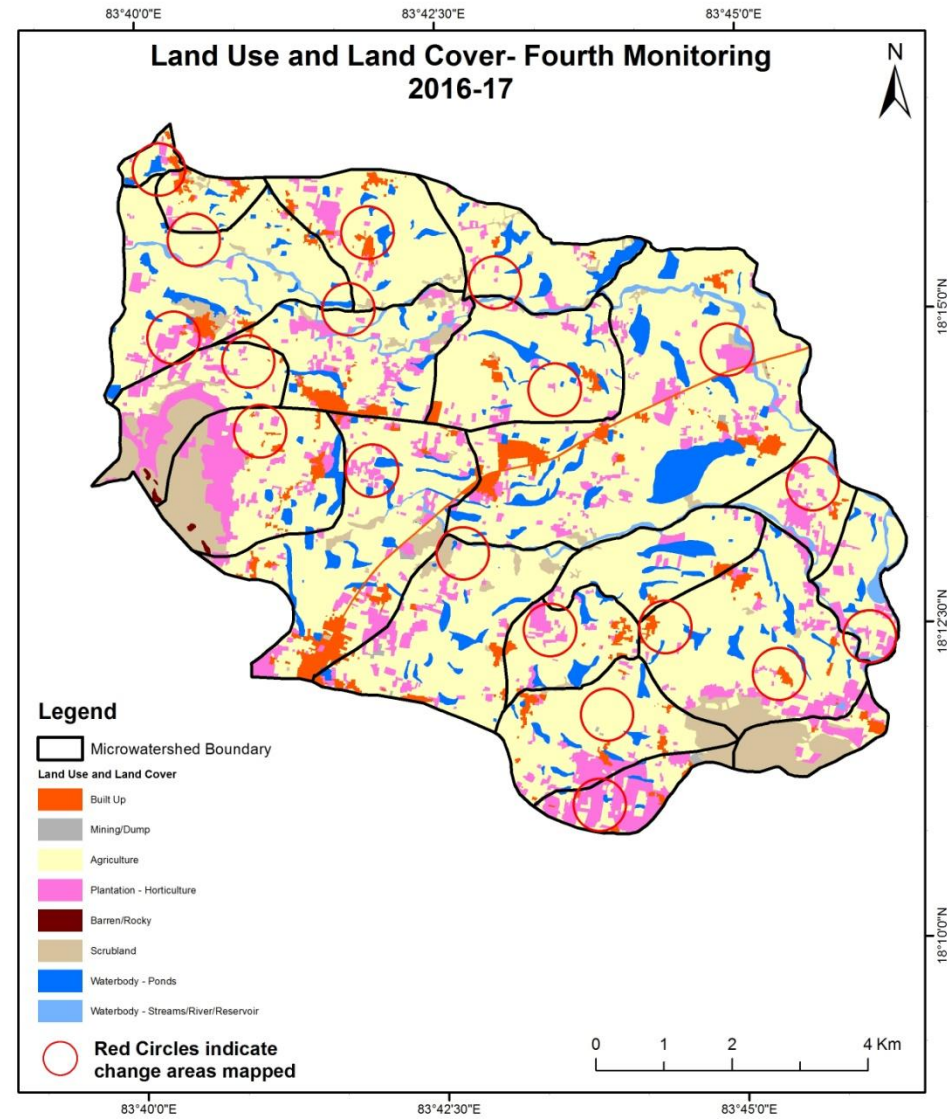 83°40'0"E
83°42'30"E
83°45'0"E
Land Use and Land Cover- Fourth Monitoring
2016-17
N
18°15'0"N
18°12'30"N
18°10'0"N
Legend
Microwatershed Boundary
Land Use and Land Cover
Built Up
Mining/Dump
Agriculture
Plantation - Horticulture
Barren/Rocky
Scrubland
Waterbody - Ponds
Waterbody - Streams/River/Reservoir
Red Circles indicate
change areas mapped
0 1 2 4 Km
83°40'0"E
83°42'30"E
83°45'0"E